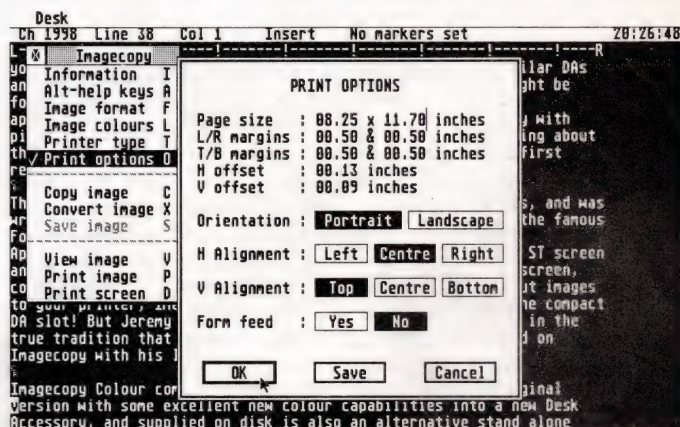 Desk
Ch 1998 Line 38 Col 1 Insert No markers set 20:26:48
Imagecopy
Information I
Alt-help keys A
Image format F
Image colours L
Printer type T
✓ Print options O
Copy image C
Convert image X
Save image S
View image V
Print image P
Print screen D
PRINT OPTIONS
Page size : 08.25 x 11.70 inches
L/R margins : 00.50 & 00.50 inches
T/B margins : 00.50 & 00.50 inches
H offset : 00.13 inches
V offset : 00.09 inches
Orientation : Portrait Landscape
H Alignment : Left Centre Right
V Alignment : Top Centre Bottom
Form feed : Yes No
OK Save Cancel
ilar DAs
ght be
with
ing about
first
s, and was
the famous
ST screen
screen,
ut images
to your printer, he compact
DA slot! But Jeremy in the
true tradition that d on
Imagecopy with his
Imagecopy Colour com ginal
version with some excellent new colour capabilities into a new Desk
Accessory, and supplied on disk is also an alternative stand alone